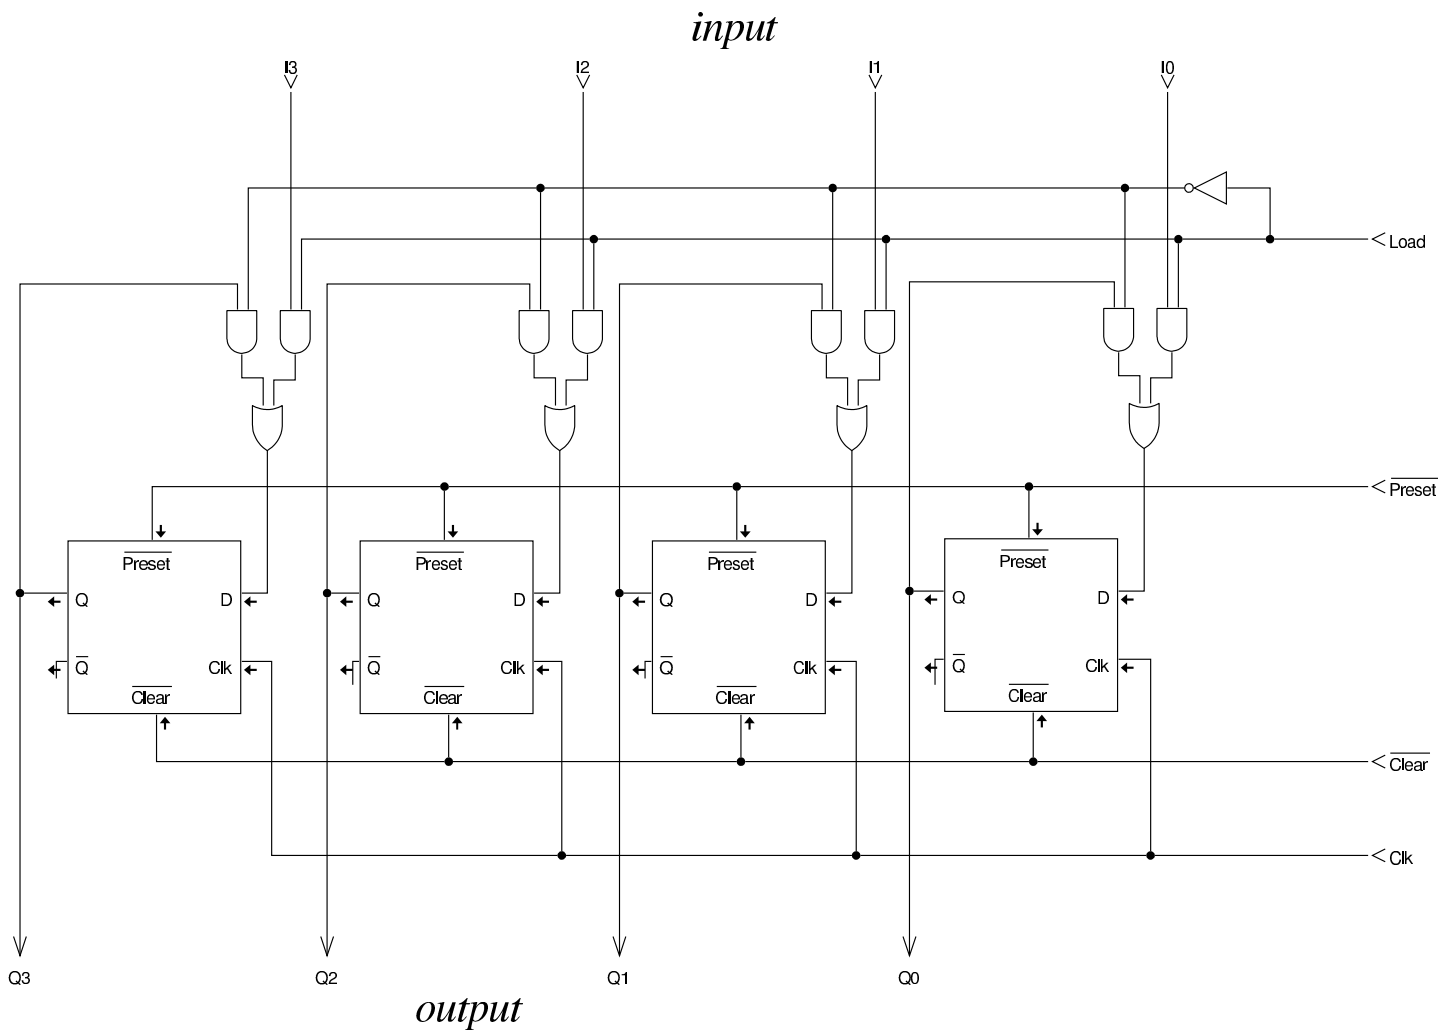 input
I3 I2 I1 I0
Load
Preset
Preset Preset Preset Preset
Q D Q D Q D Q D
Q Clk Q Clk Q Clk Q Clk
Clear Clear Clear Clear
Clear
Clk
Q3 Q2 Q1 Q0
output